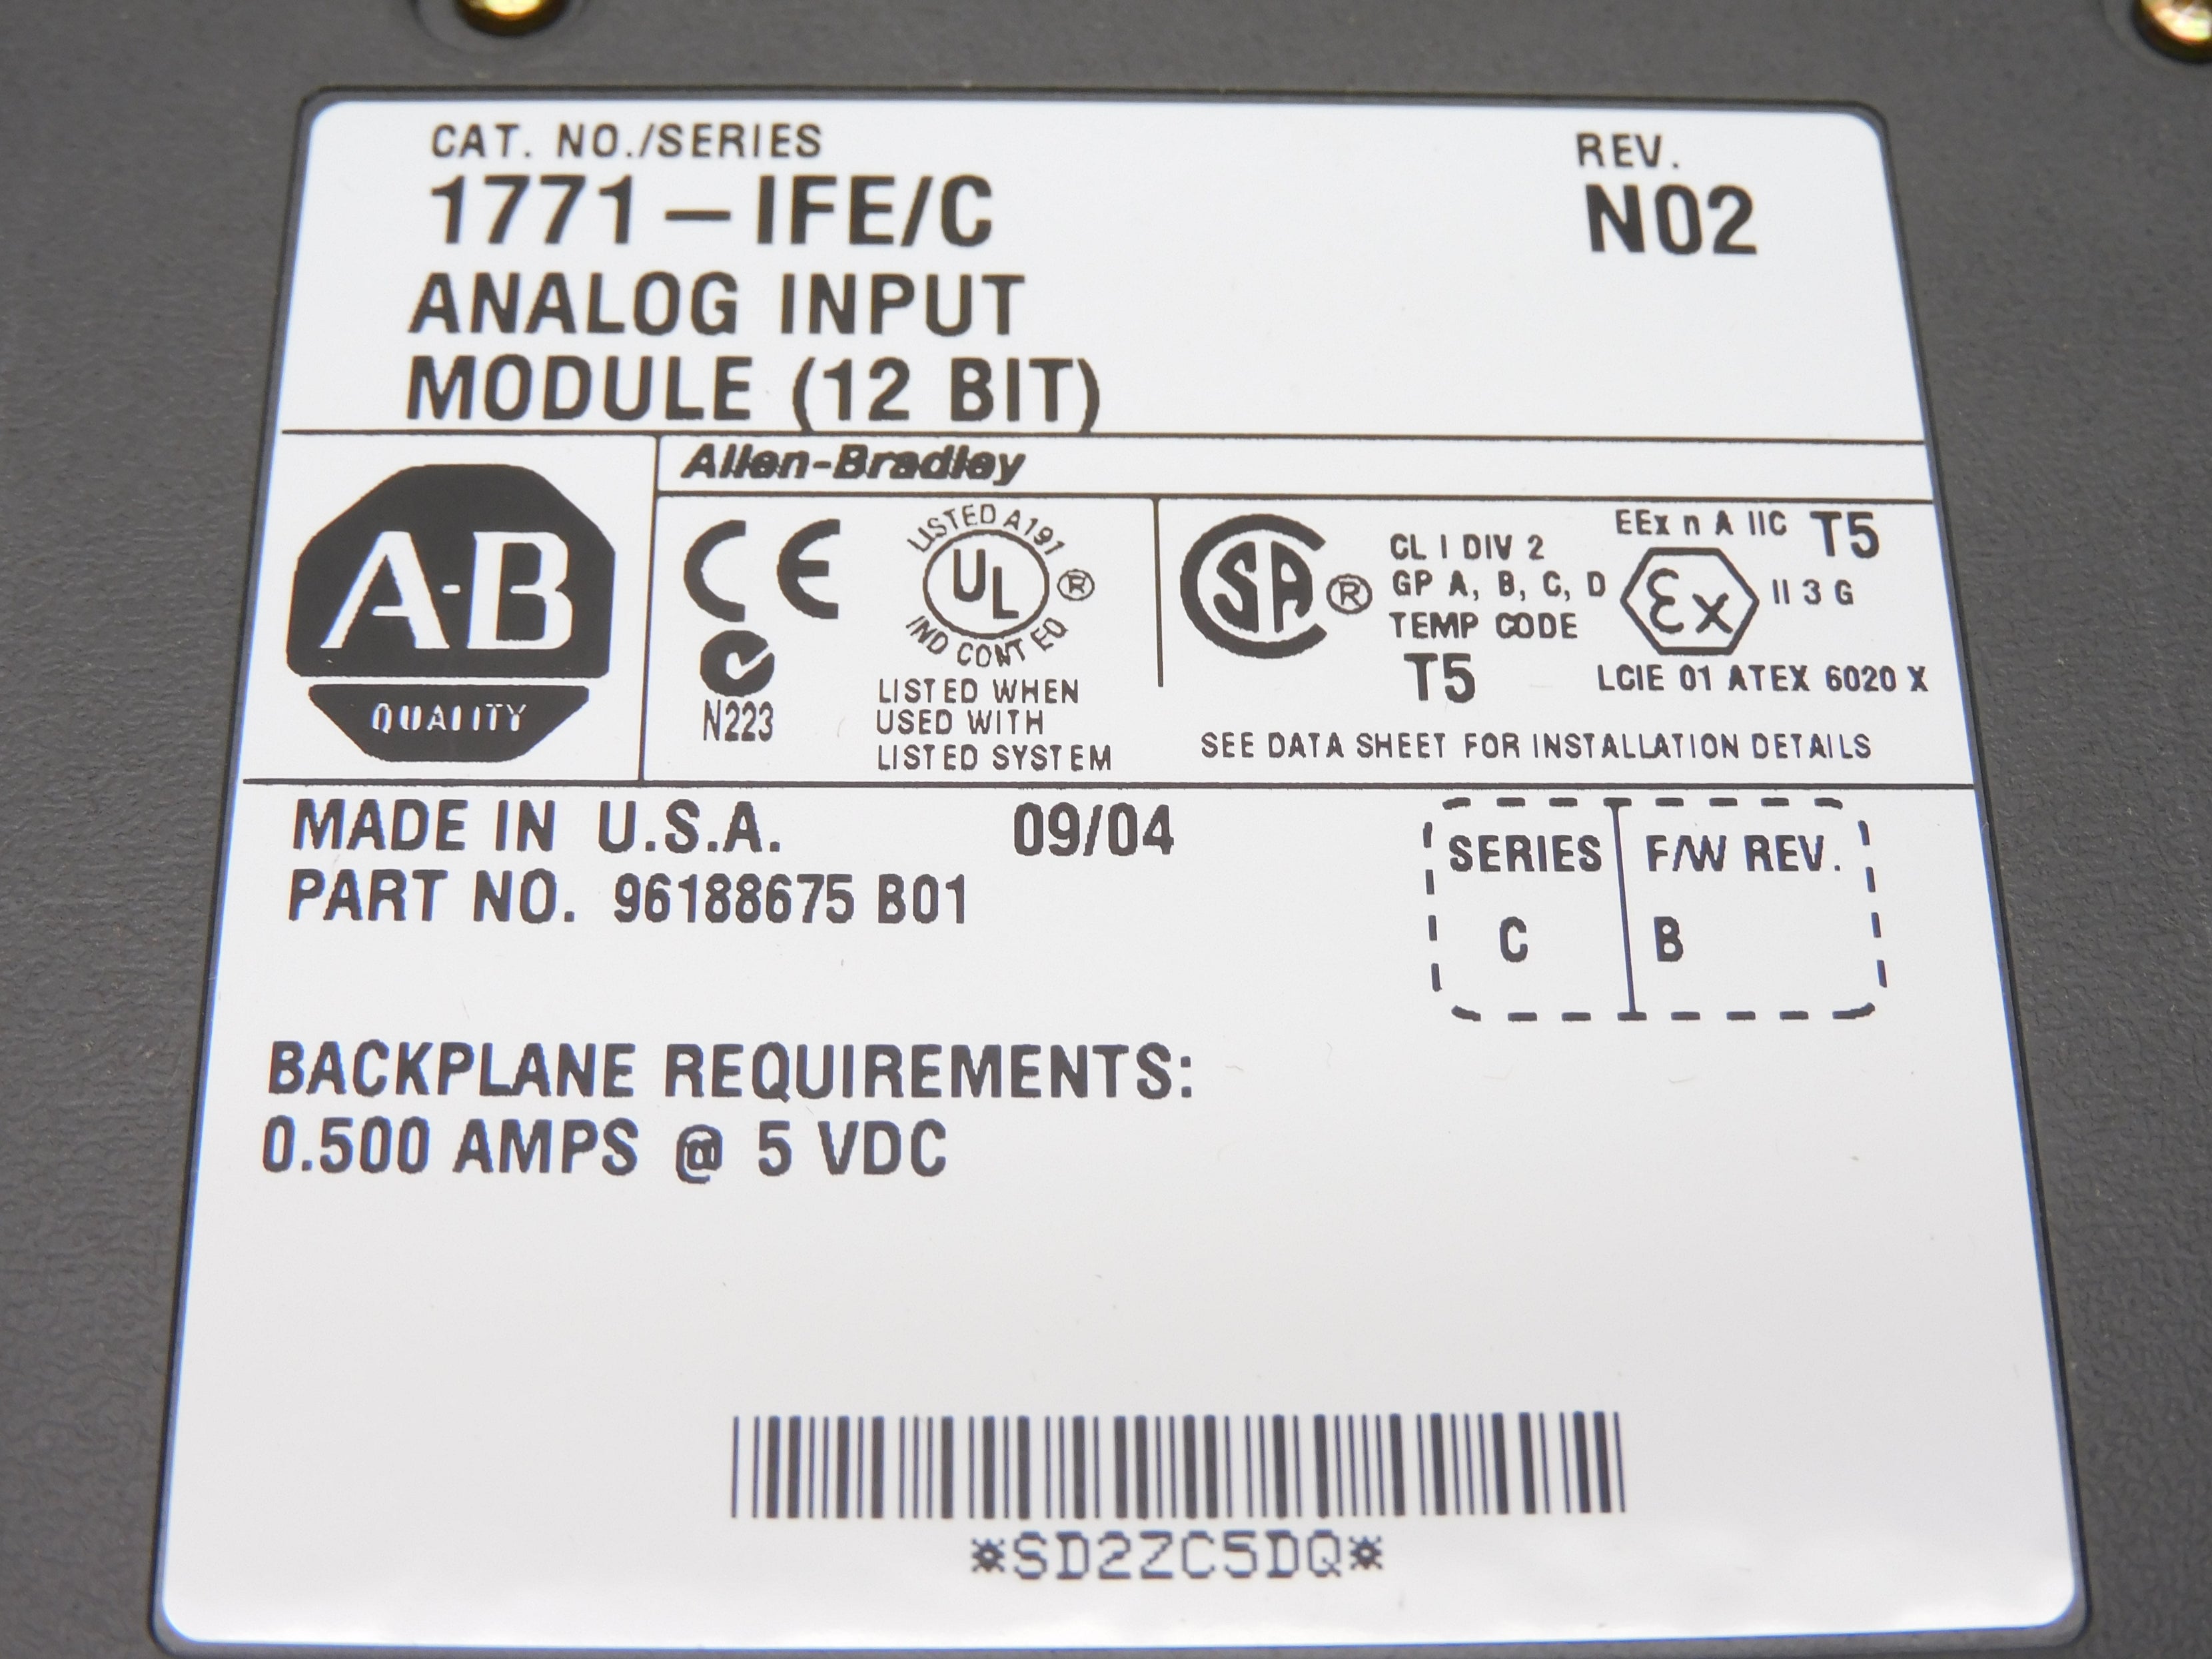 CAT. NO./SERIES
REV.
1771-IFE/C
N02
ANALOG INPUT
MODULE (12 BIT)
Allen-Bradley
A-B
QUALITY
CE
N223
LISTED A191
UL ®
IND CONT EQ
LISTED WHEN
USED WITH
LISTED SYSTEM
SA ®
CL I DIV 2
GP A, B, C, D
TEMP CODE
T5
EEx n A IIC T5
Ex II 3 G
LCIE 01 ATEX 6020 X
SEE DATA SHEET FOR INSTALLATION DETAILS
MADE IN U.S.A. 09/04
PART NO. 96188675 B01
SERIES F/W REV.
C B
BACKPLANE REQUIREMENTS:
0.500 AMPS @ 5 VDC
*SD2ZC5DQ*